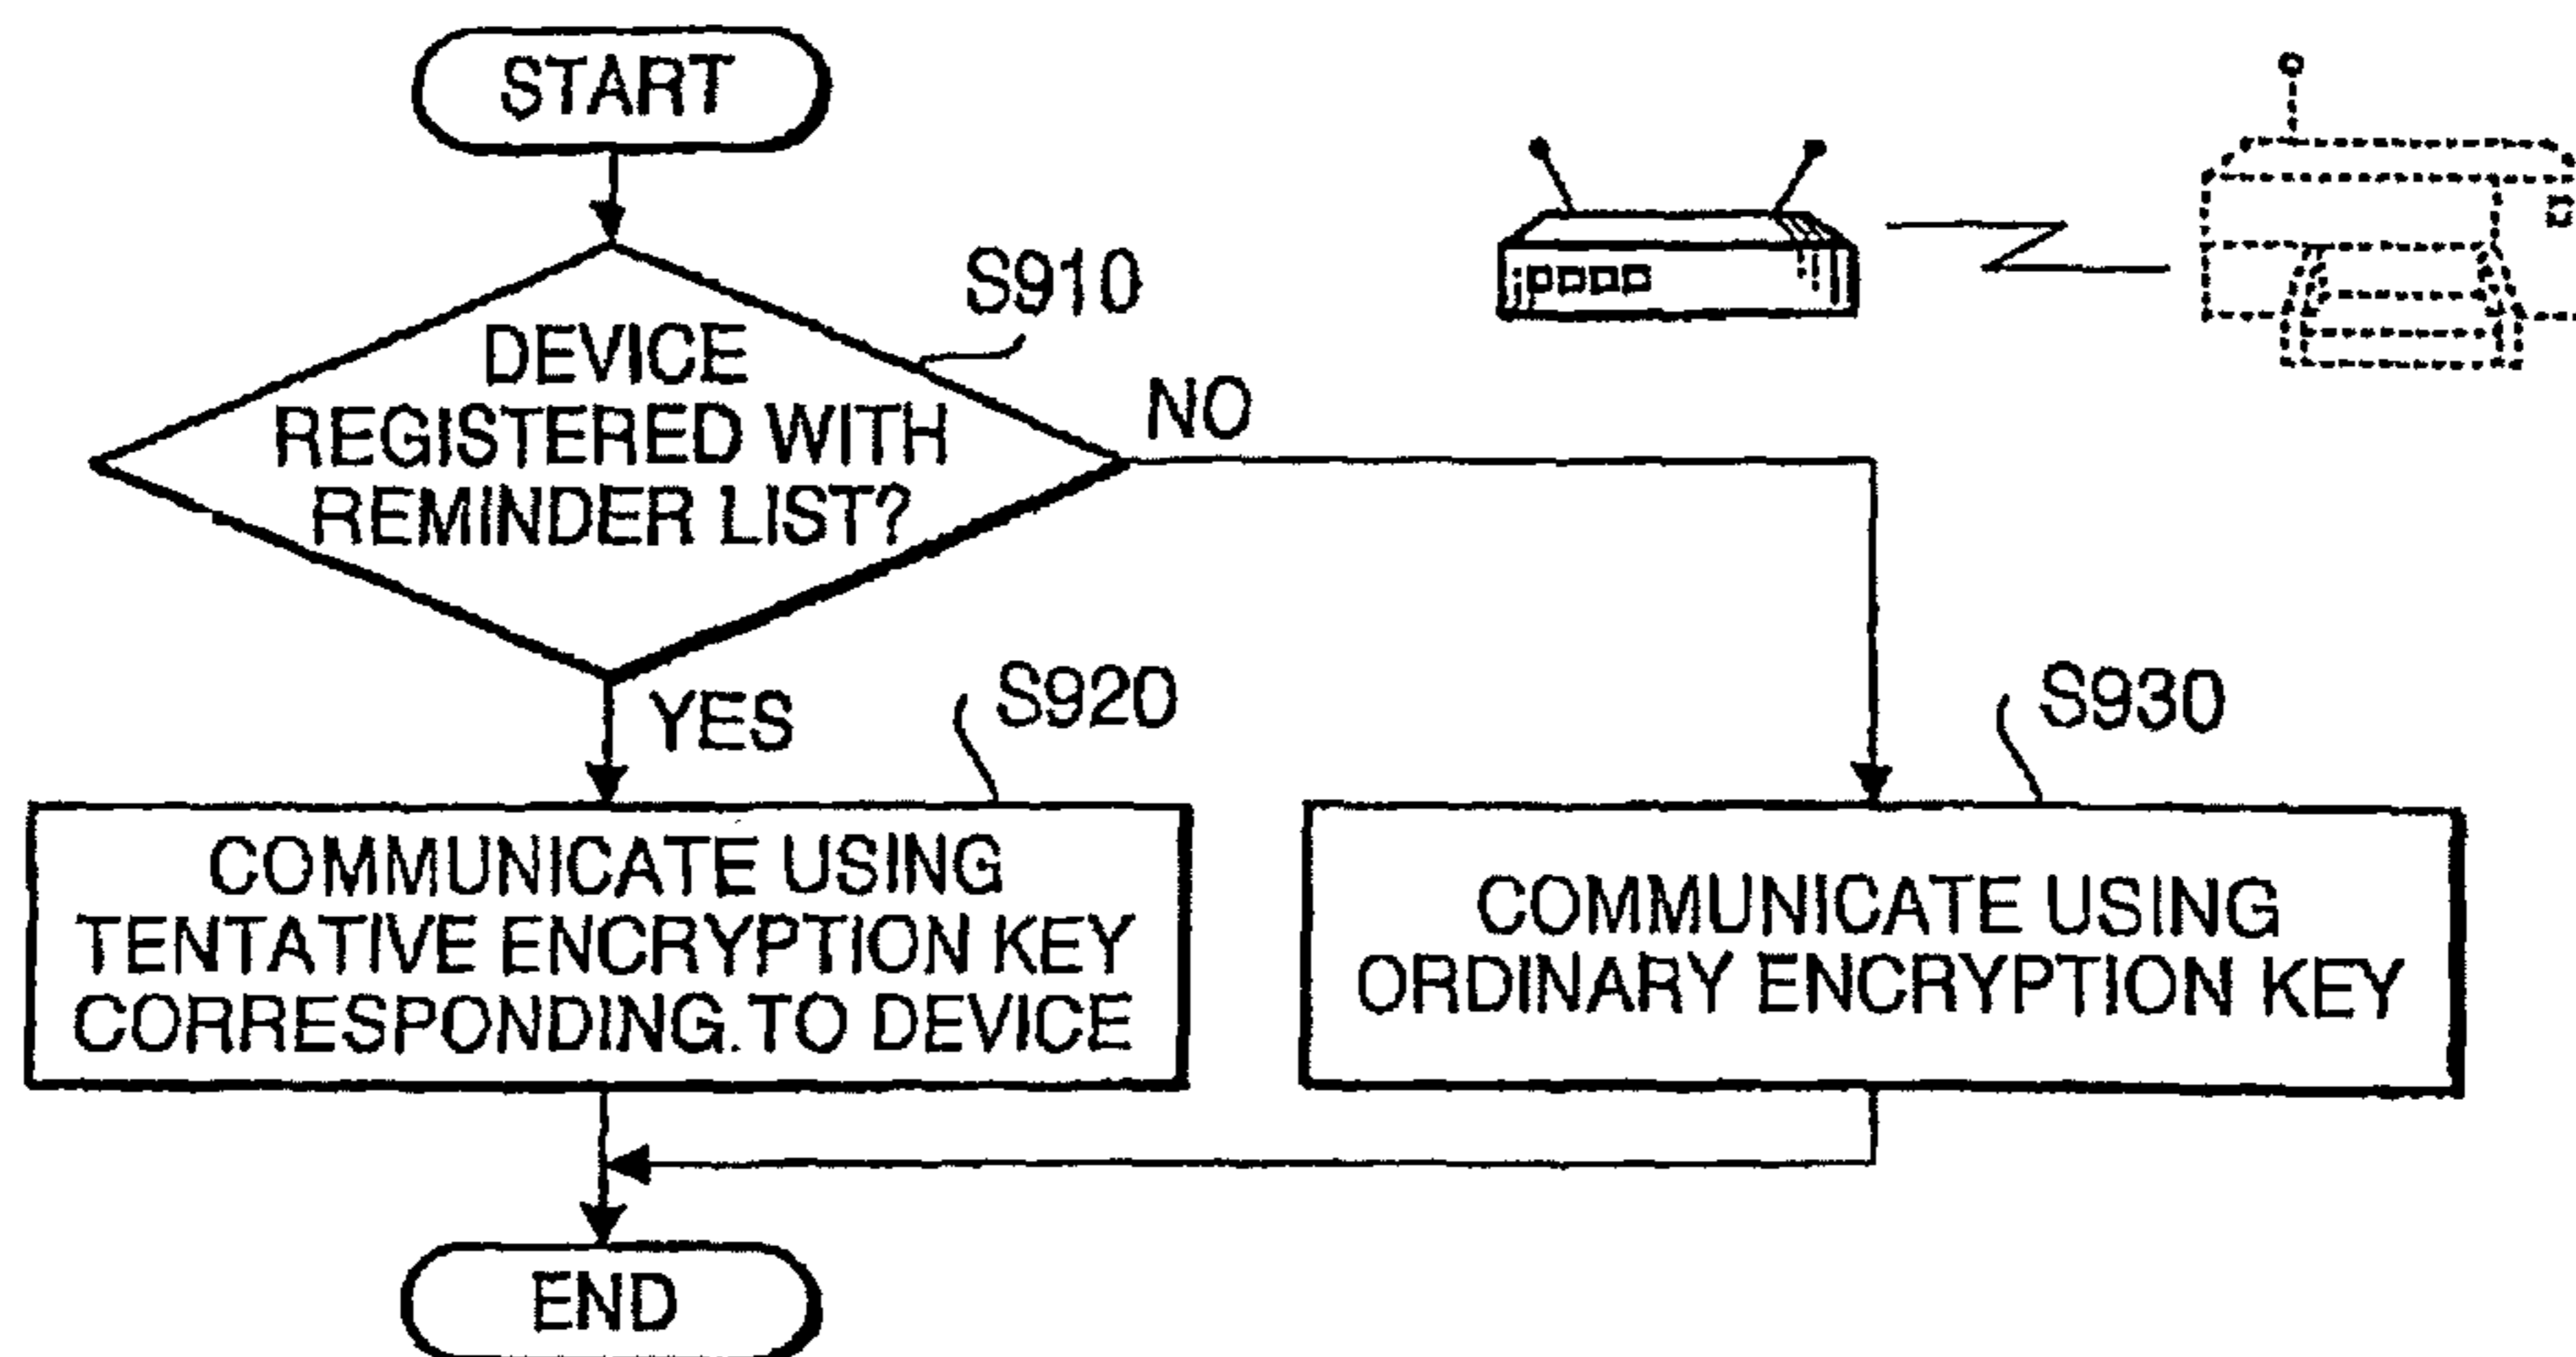 START
S910
DEVICE
REGISTERED WITH
REMINDER LIST?
NO
YES
S920
S930
COMMUNICATE USING
TENTATIVE ENCRYPTION KEY
CORRESPONDING TO DEVICE
COMMUNICATE USING
ORDINARY ENCRYPTION KEY
END